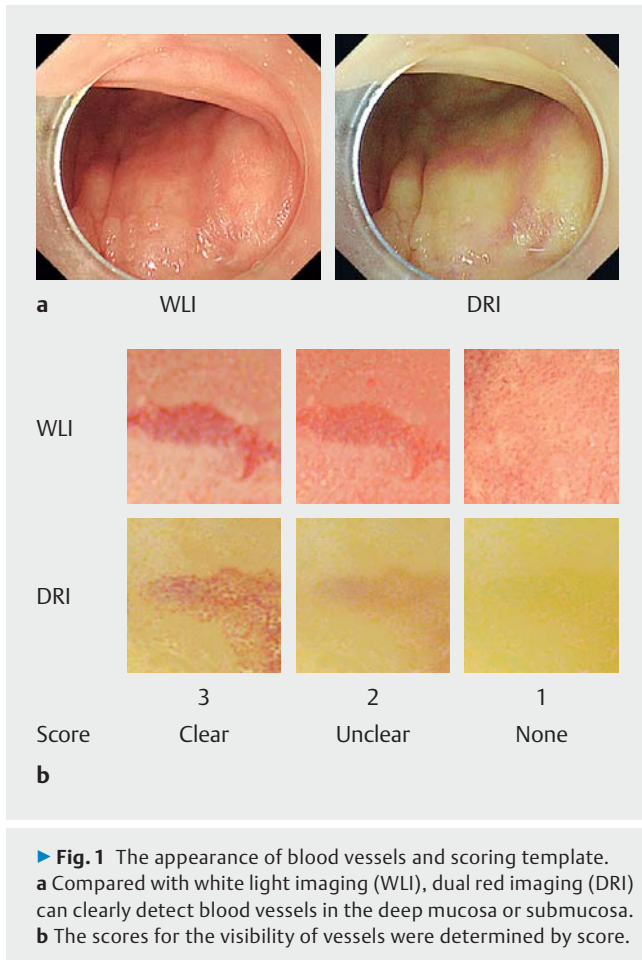 a WLI DRI
WLI
DRI
3 2 1
Score Clear Unclear None
b
▶ Fig. 1 The appearance of blood vessels and scoring template.
a Compared with white light imaging (WLI), dual red imaging (DRI)
can clearly detect blood vessels in the deep mucosa or submucosa.
b The scores for the visibility of vessels were determined by score.